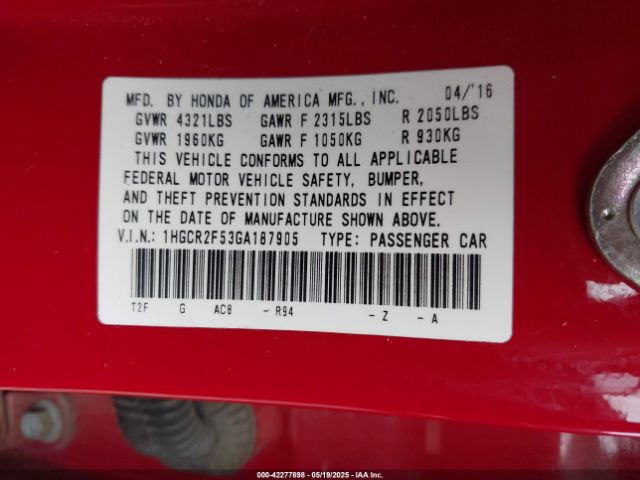 MFD. BY HONDA OF AMERICA MFG., INC. 04/'16
GVWR 4321LBS GAWR F 2315LBS R 2050LBS
GVWR 1960KG GAWR F 1050KG R 930KG
THIS VEHICLE CONFORMS TO ALL APPLICABLE
FEDERAL MOTOR VEHICLE SAFETY, BUMPER,
AND THEFT PREVENTION STANDARDS IN EFFECT
ON THE DATE OF MANUFACTURE SHOWN ABOVE.
V.I.N.: 1HGCR2F53GA187905 TYPE: PASSENGER CAR
T2F G AC8 - R94 - Z - A
000-42277898 - 05/19/2025 - IAA Inc.